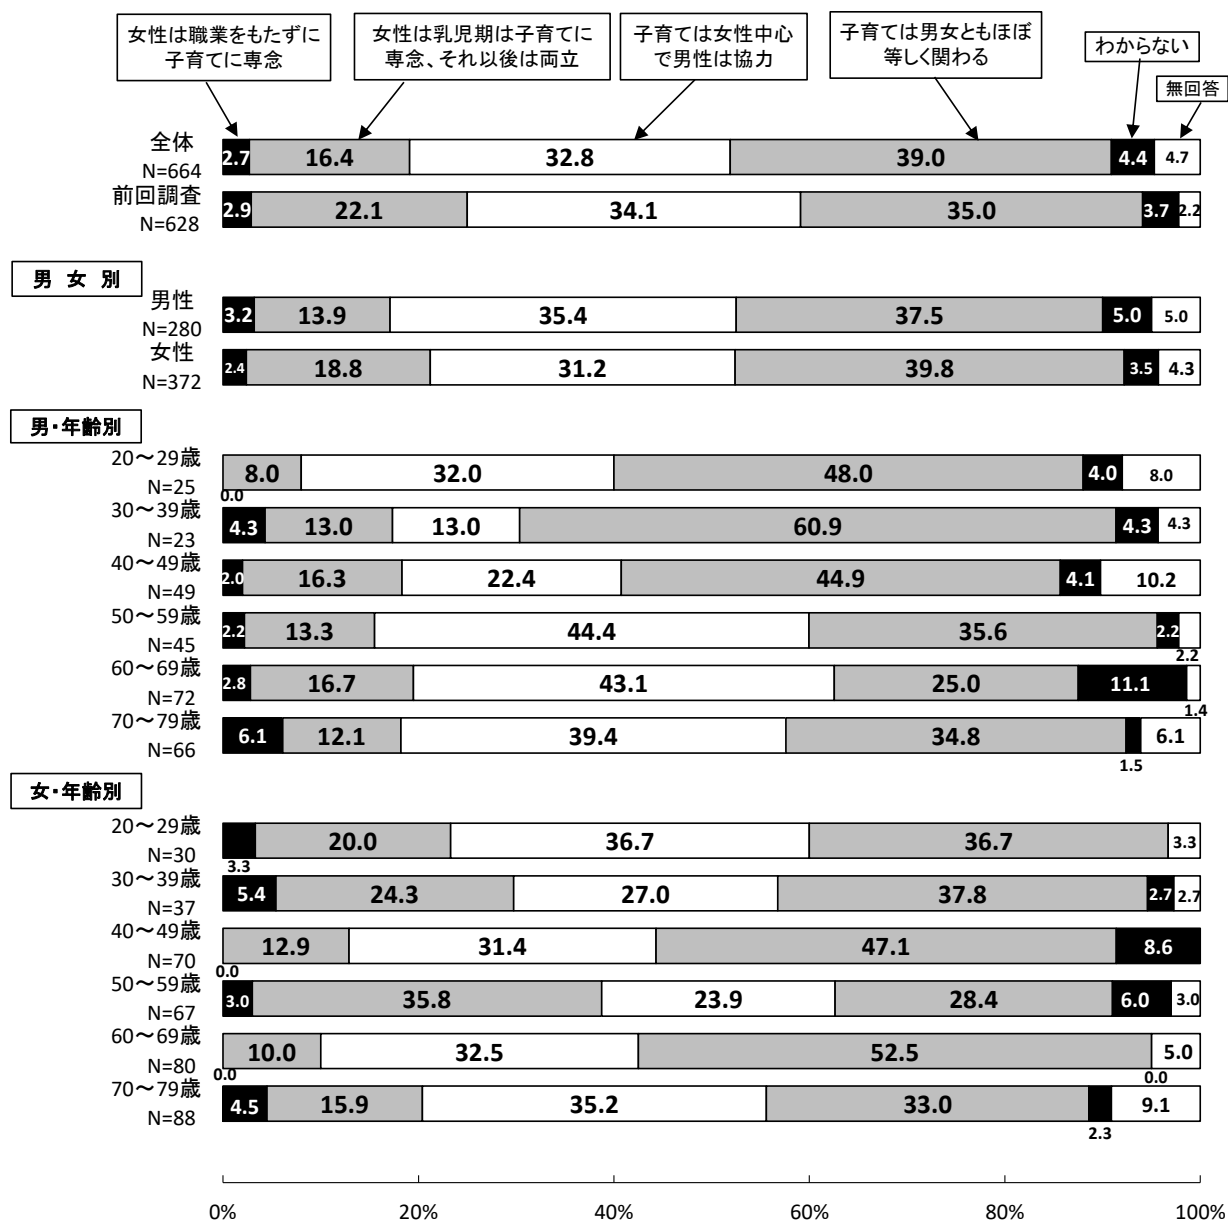 女性は職業をもたずに
子育てに専念
女性は乳児期は子育てに
専念、それ以後は両立
子育ては女性中心
で男性は協力
子育ては男女ともほぼ
等しく関わる
わからない
無回答
全体
N=664
2.7 16.4 32.8 39.0 4.4 4.7
前回調査
N=628
2.9 22.1 34.1 35.0 3.7 2.2
男 女 別
男性
N=280
3.2 13.9 35.4 37.5 5.0 5.0
女性
N=372
2.4 18.8 31.2 39.8 3.5 4.3
男・年齢別
20～29歳
N=25
0.0 8.0 32.0 48.0 4.0 8.0
30～39歳
N=23
4.3 13.0 13.0 60.9 4.3 4.3
40～49歳
N=49
2.0 16.3 22.4 44.9 4.1 10.2
50～59歳
N=45
2.2 13.3 44.4 35.6 2.2 2.2
60～69歳
N=72
2.8 16.7 43.1 25.0 11.1 1.4
70～79歳
N=66
6.1 12.1 39.4 34.8 1.5 6.1
女・年齢別
20～29歳
N=30
3.3 20.0 36.7 36.7 3.3
30～39歳
N=37
5.4 24.3 27.0 37.8 2.7 2.7
40～49歳
N=70
0.0 12.9 31.4 47.1 8.6
50～59歳
N=67
3.0 35.8 23.9 28.4 6.0 3.0
60～69歳
N=80
0.0 10.0 32.5 52.5 0.0 5.0
70～79歳
N=88
4.5 15.9 35.2 33.0 2.3 9.1
0% 20% 40% 60% 80% 100%